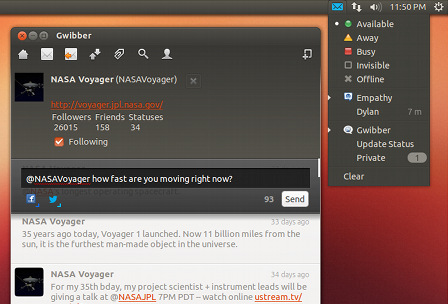 11:50 PM
Gwibber
NASA Voyager (NASAVoyager)
http://voyager.jpl.nasa.gov/
Followers Friends Statuses
26015 158 34
Following
@NASAVoyager how fast are you moving right now?
93 Send
NASA Voyager 33 days ago
35 years ago today, Voyager 1 launched. Now 11 billion miles from
the sun, it is the furthest man-made object in the universe.
NASA Voyager 34 days ago
For my 35th bday, my project scientist + instrument leads will be
giving a talk at @NASAJPL 7PM PDT – watch online ustream.tv/
Available
Away
Busy
Invisible
Offline
Empathy
Dylan 7 m
Gwibber
Update Status
Private 1
Clear